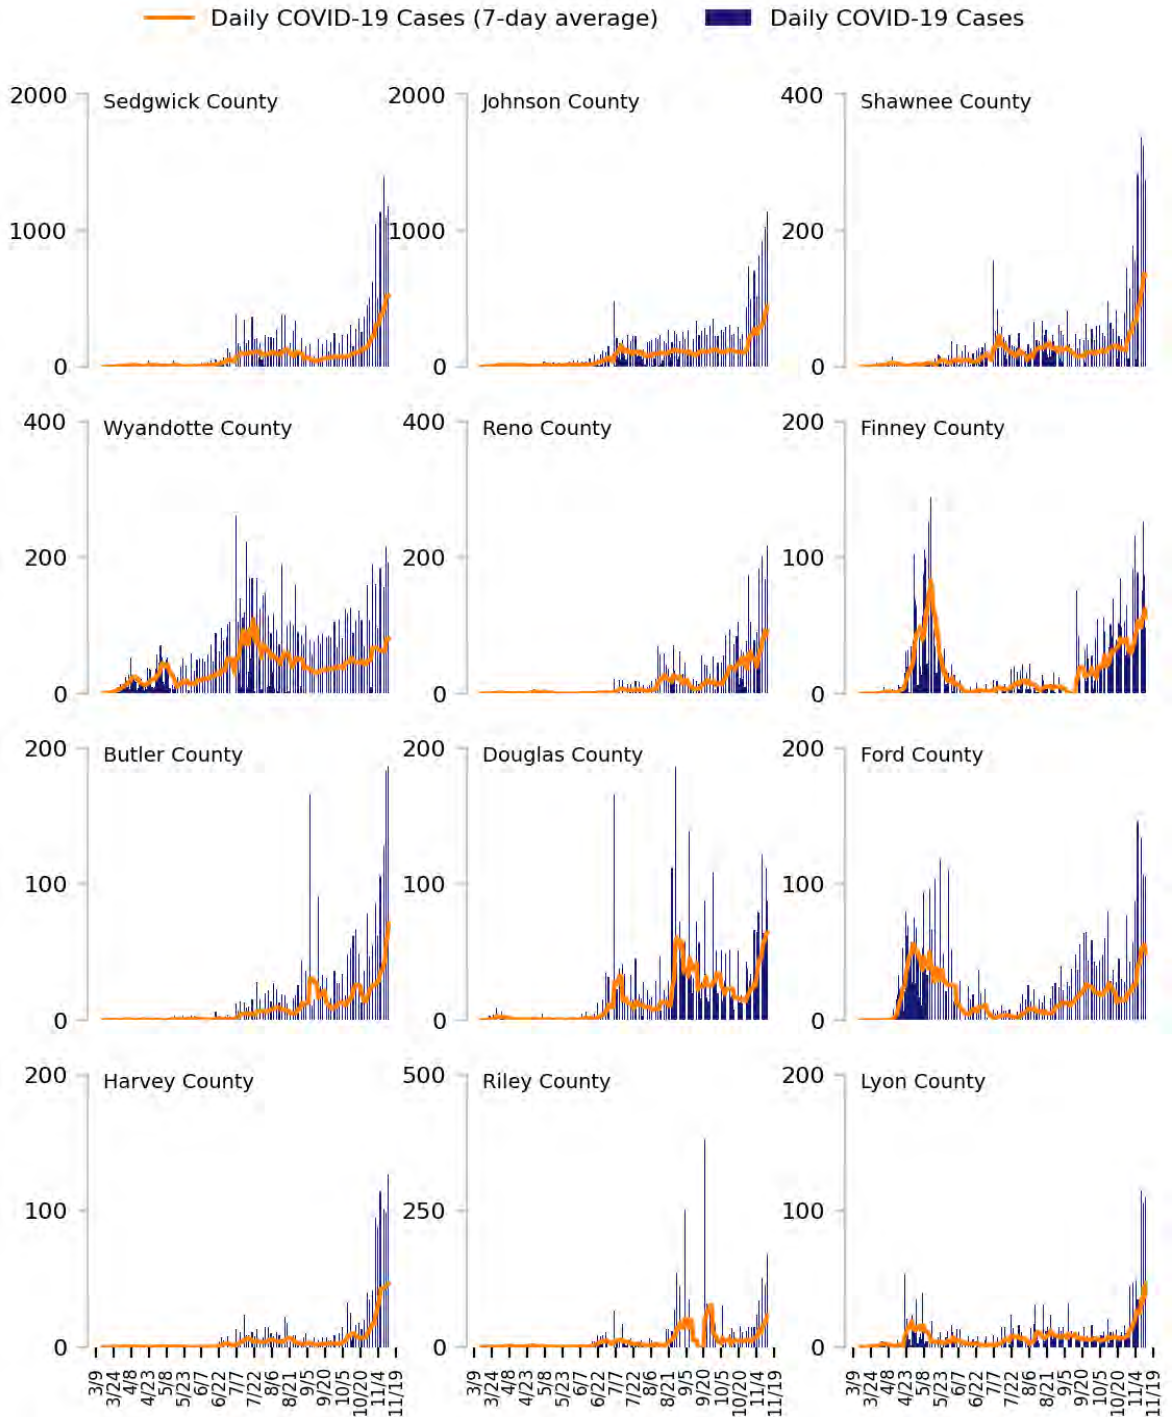 Daily COVID-19 Cases (7-day average) Daily COVID-19 Cases
2000 Sedgwick County 2000 Johnson County 400 Shawnee County
1000 1000 200
0 0 0
400 Wyandotte County 400 Reno County 200 Finney County
200 200 100
0 0 0
200 Butler County 200 Douglas County 200 Ford County
100 100 100
0 0 0
200 Harvey County 500 Riley County 200 Lyon County
100 250 100
0 0 0
3/9 3/24 4/8 4/23 5/8 5/23 6/7 6/22 7/7 7/22 8/6 8/21 9/5 9/20 10/5 10/20 11/4 11/19 3/9 3/24 4/8 4/23 5/8 5/23 6/7 6/22 7/7 7/22 8/6 8/21 9/5 9/20 10/5 10/20 11/4 11/19 3/9 3/24 4/8 4/23 5/8 5/23 6/7 6/22 7/7 7/22 8/6 8/21 9/5 9/20 10/5 10/20 11/4 11/19